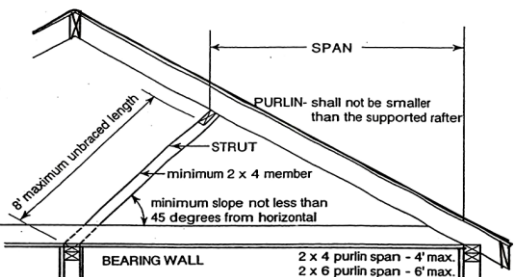 SPAN
PURLIN- shall not be smaller
than the supported rafter
8' maximum unbraced length
STRUT
minimum 2 x 4 member
minimum slope not less than
45 degrees from horizontal
BEARING WALL
2 x 4 purlin span - 4' max.
2 x 6 purlin span - 6' max.